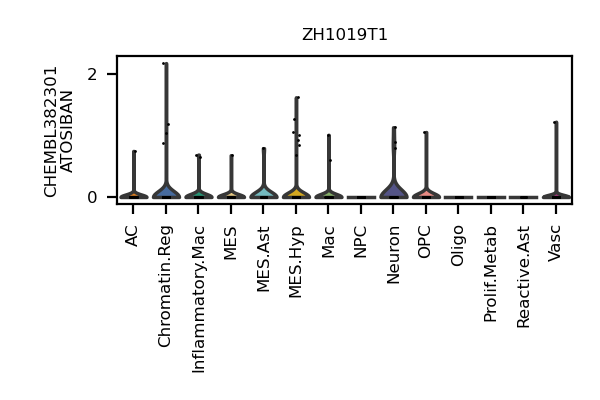 ZH1019T1
CHEMBL382301
ATOSIBAN
2
0
AC
Chromatin.Reg
Inflammatory.Mac
MES
MES.Ast
MES.Hyp
Mac
NPC
Neuron
OPC
Oligo
Prolif.Metab
Reactive.Ast
Vasc